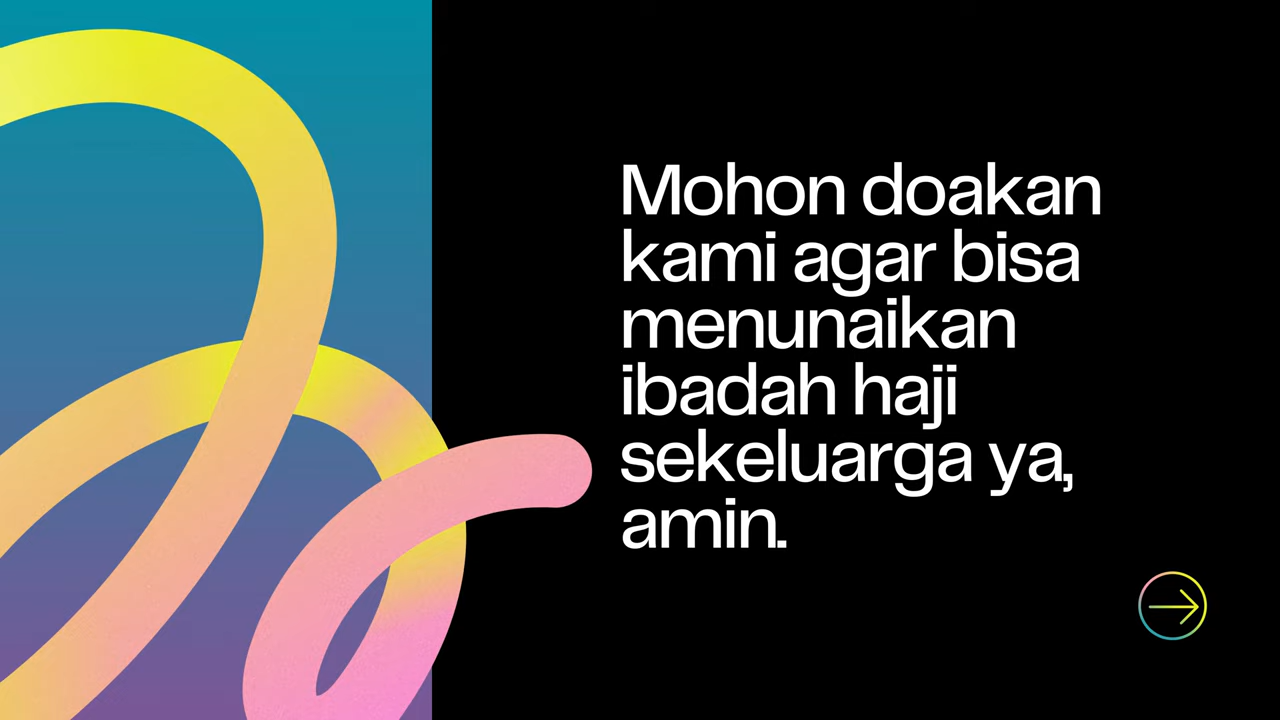 Mohon doakan
kami agar bisa
menunaikan
ibadah haji
sekeluarga ya,
amin.